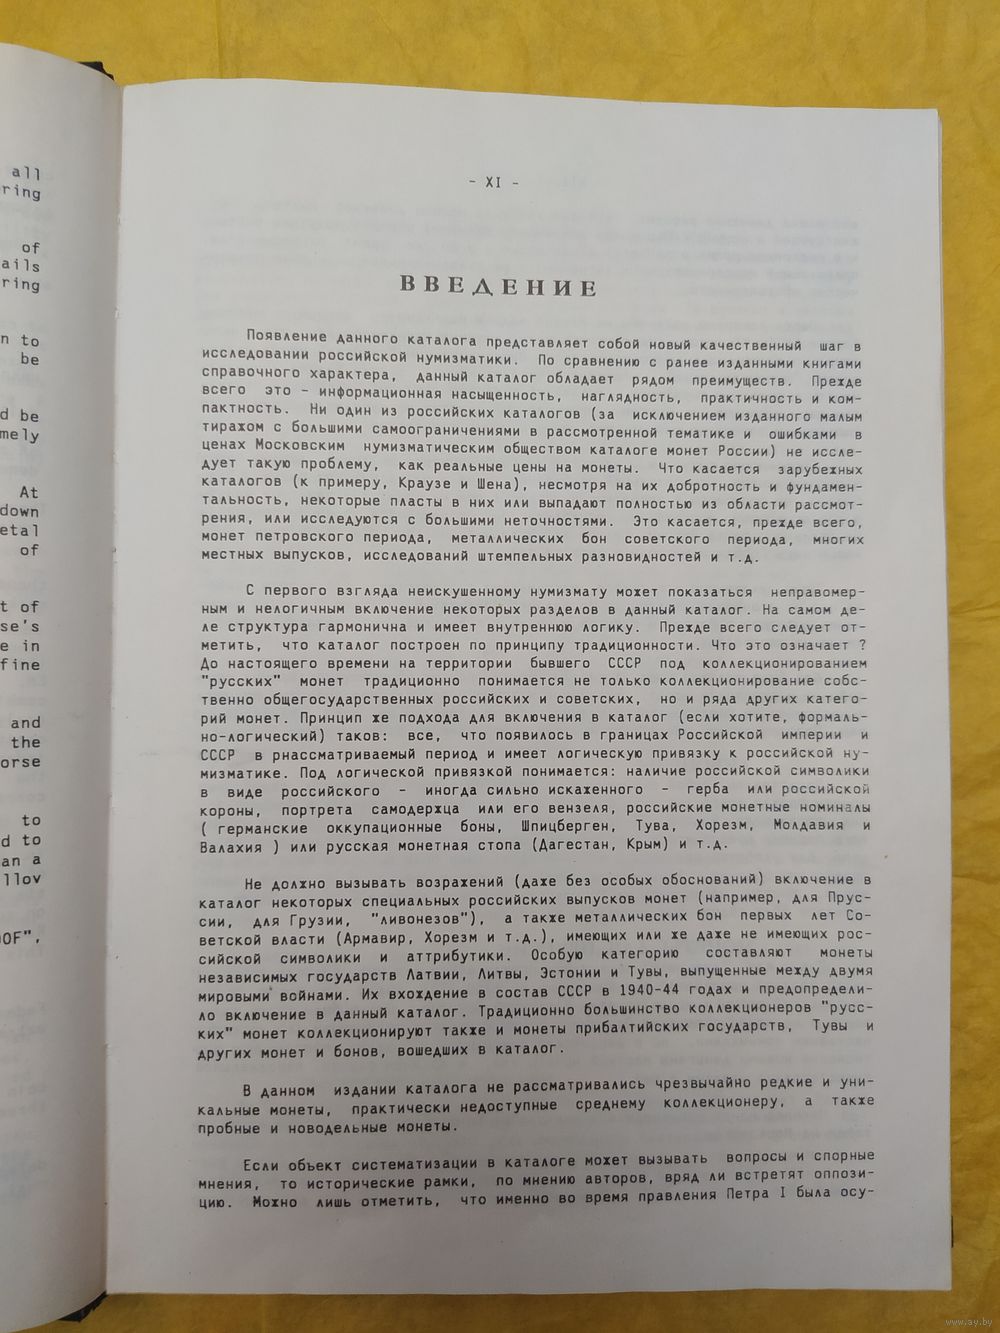 all
ring
of
ails
ring
n to
be
d be
mely
At
down
etal
of
t of
se's
e in
fine
and
the
orse
to
d to
an a
llov
OOF",
- XI -
ВВЕДЕНИЕ
Появление данного каталога представляет собой новый качественный шаг в
исследовании российской нумизматики. По сравнению с ранее изданными книгами
справочного характера, данный каталог обладает рядом преимуществ. Прежде
всего это - информационная насыщенность, наглядность, практичность и ком-
пактность. Ни один из российских каталогов (за исключением изданного малым
тиражом с большими самоограничениями в рассмотренной тематике и ошибками в
ценах Московским нумизматическим обществом каталоге монет России) не иссле-
дует такую проблему, как реальные цены на монеты. Что касается зарубежных
каталогов (к примеру, Краузе и Шена), несмотря на их добротность и фундамен-
тальность, некоторые пласты в них или выпадают полностью из области рассмот-
рения, или исследуются с большими неточностями. Это касается, прежде всего,
монет петровского периода, металлических бон советского периода, многих
местных выпусков, исследований штемпельных разновидностей и т.д.
С первого взгляда неискушенному нумизмату может показаться неправомер-
ным и нелогичным включение некоторых разделов в данный каталог. На самом де-
ле структура гармонична и имеет внутреннюю логику. Прежде всего следует от-
метить, что каталог построен по принципу традиционности. Что это означает ?
До настоящего времени на территории бывшего СССР под коллекционированием
"русских" монет традиционно понимается не только коллекционирование собс-
твенно общегосударственных российских и советских, но и ряда других катего-
рий монет. Принцип же подхода для включения в каталог (если хотите, формаль-
но-логический) таков: все, что появилось в границах Российской империи и
СССР в рнассматриваемый период и имеет логическую привязку к российской ну-
мизматике. Под логической привязкой понимается: наличие российской символики
в виде российского - иногда сильно искаженного - герба или российской
короны, портрета самодержца или его вензеля, российские монетные номиналы
( германские оккупационные боны, Шпицберген, Тува, Хорезм, Молдавия и
Валахия ) или русская монетная стопа (Дагестан, Крым) и т.д.
Не должно вызывать возражений (даже без особых обоснований) включение в
каталог некоторых специальных российских выпусков монет (например, для Прус-
сии, для Грузии, "ливонезов"), а также металлических бон первых лет Со-
ветской власти (Армавир, Хорезм и т.д.), имеющих или же даже не имеющих рос-
сийской символики и аттрибутики. Особую категорию составляют монеты
независимых государств Латвии, Литвы, Эстонии и Тувы, выпущенные между двумя
мировыми войнами. Их вхождение в состав СССР в 1940-44 годах и предопредели-
ло включение в данный каталог. Традиционно большинство коллекционеров "русс-
ких" монет коллекционируют также и монеты прибалтийских государств, Тувы и
других монет и бонов, вошедших в каталог.
В данном издании каталога не рассматривались чрезвычайно редкие и уни-
кальные монеты, практически недоступные среднему коллекционеру, а также
пробные и новодельные монеты.
Если объект систематизации в каталоге может вызывать вопросы и спорные
мнения, то исторические рамки, по мнению авторов, вряд ли встретят оппози-
цию. Можно лишь отметить, что именно во время правления Петра I была осу-
www.ay.by